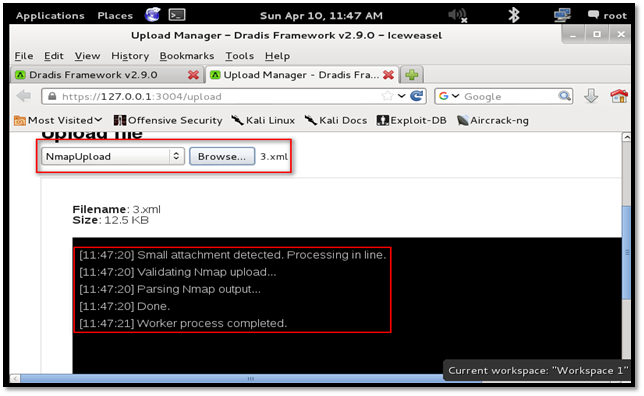 Applications Places Sun Apr 10, 11:47 AM root
Upload Manager - Dradis Framework v2.9.0 - Iceweasel
File Edit View History Bookmarks Tools Help
Dradis Framework v2.9.0 Upload Manager - Dradis Fra...
https://127.0.0.1:3004/upload Google
Most Visited Offensive Security Kali Linux Kali Docs Exploit-DB Aircrack-ng
Upload file
NmapUpload Browse... 3.xml
Filename: 3.xml
Size: 12.5 KB
[11:47:20] Small attachment detected. Processing in line.
[11:47:20] Validating Nmap upload...
[11:47:20] Parsing Nmap output...
[11:47:20] Done.
[11:47:21] Worker process completed.
Current workspace: "Workspace 1"